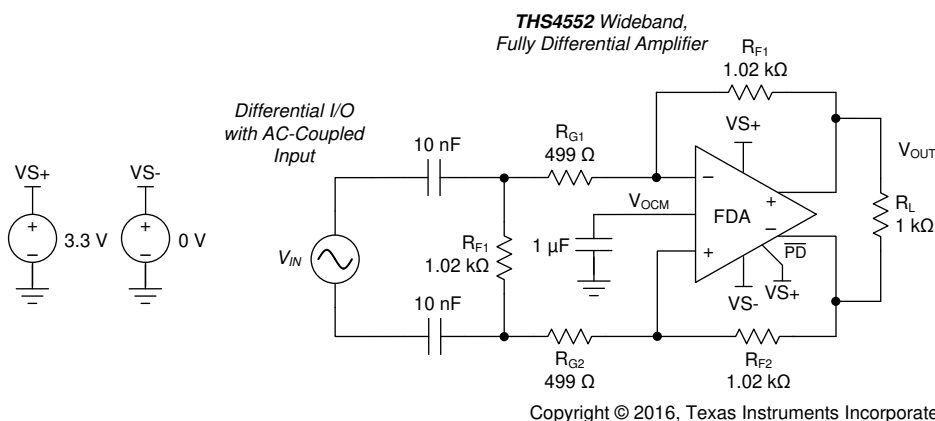 THS4552 Wideband,
Fully Differential Amplifier
RF1
1.02 kΩ
Differential I/O
with AC-Coupled
Input
10 nF
RG1
499 Ω
VS+
VOUT
VS+
VS-
+
−
3.3 V
+
−
0 V
VIN
RF1
1.02 kΩ
VOCM
1 µF
−
+
FDA
+
−
PD
RL
1 kΩ
VS-
VS+
10 nF
RG2
499 Ω
RF2
1.02 kΩ
Copyright © 2016, Texas Instruments Incorporate